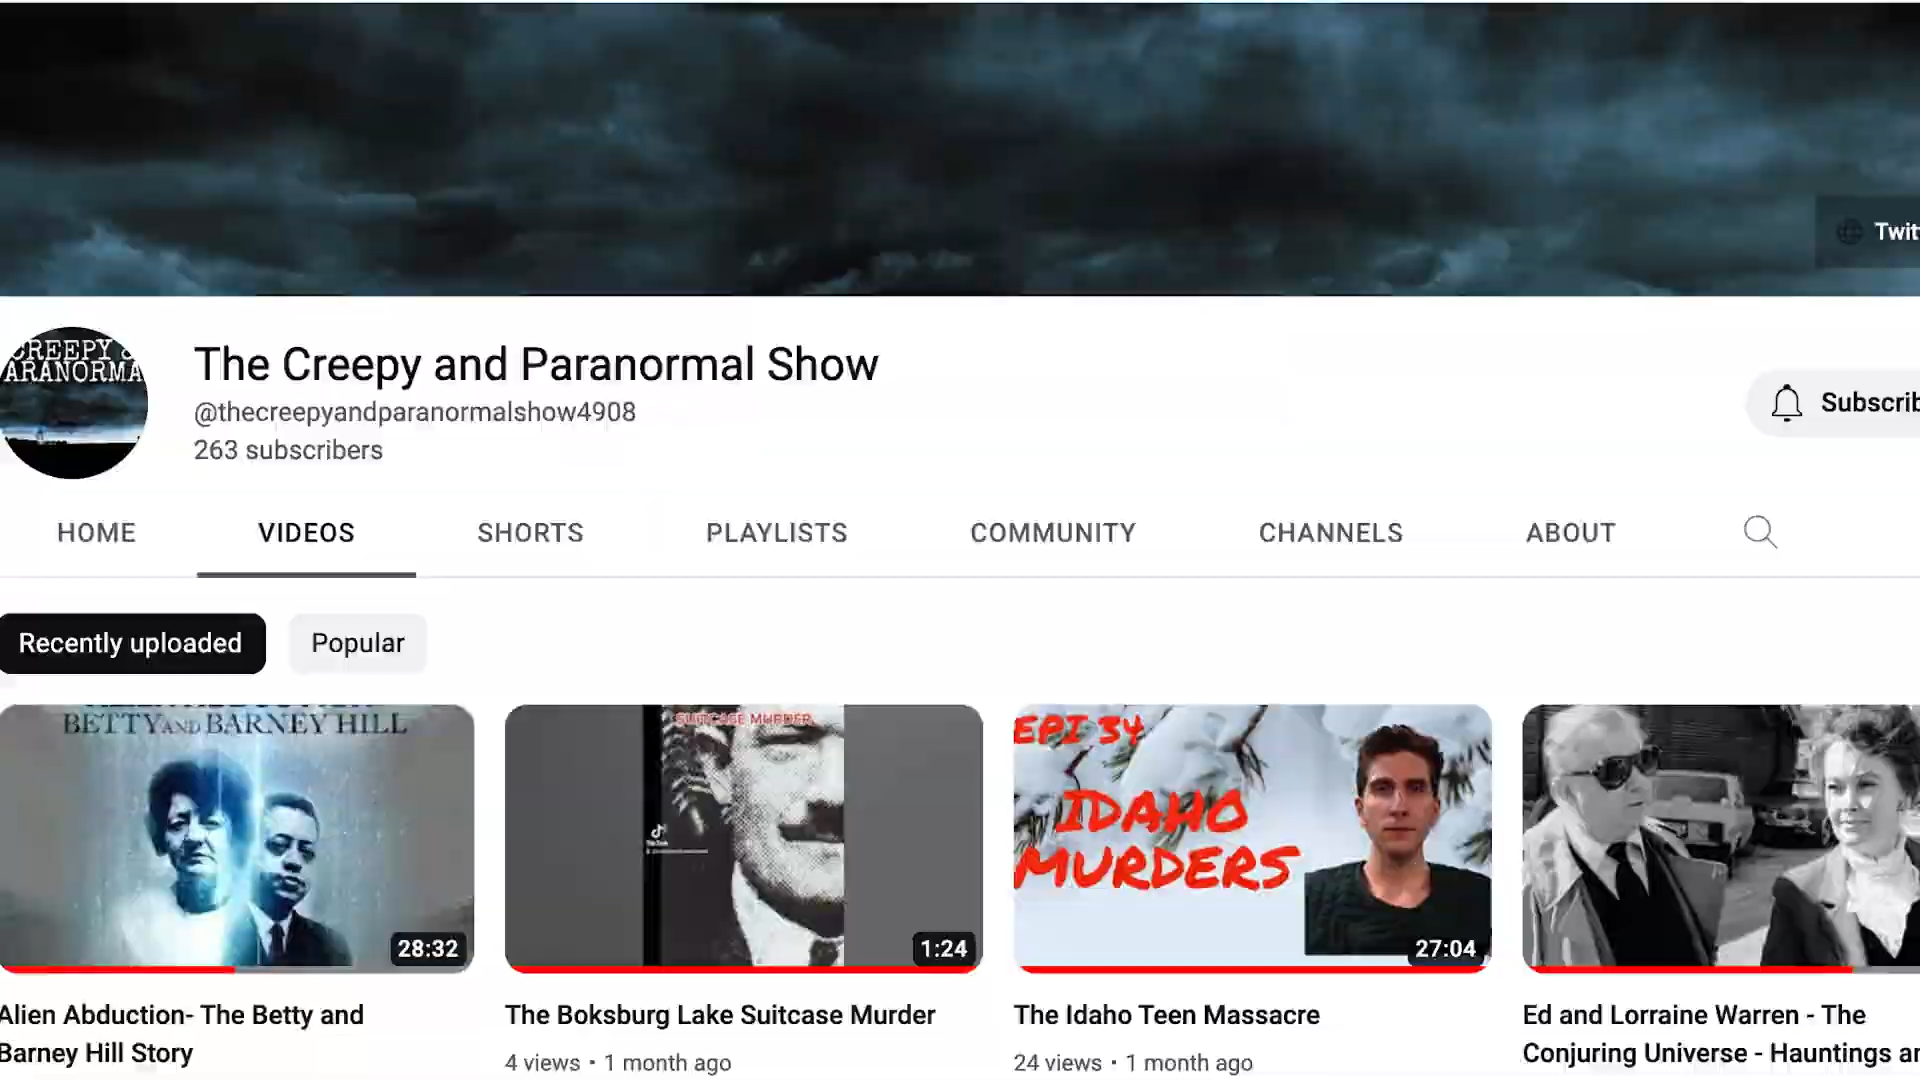 Twit
CREEPY &
PARANORMA
The Creepy and Paranormal Show
@thecreepyandparanormalshow4908
263 subscribers
Subscrib
HOME VIDEOS SHORTS PLAYLISTS COMMUNITY CHANNELS ABOUT
Recently uploaded Popular
BETTY AND BARNEY HILL
28:32
SUITCASE MURDER
TikTok
1:24
EPI 34
IDAHO
MURDERS
27:04
Alien Abduction- The Betty and
Barney Hill Story
The Boksburg Lake Suitcase Murder
4 views • 1 month ago
The Idaho Teen Massacre
24 views • 1 month ago
Ed and Lorraine Warren - The
Conjuring Universe - Hauntings an